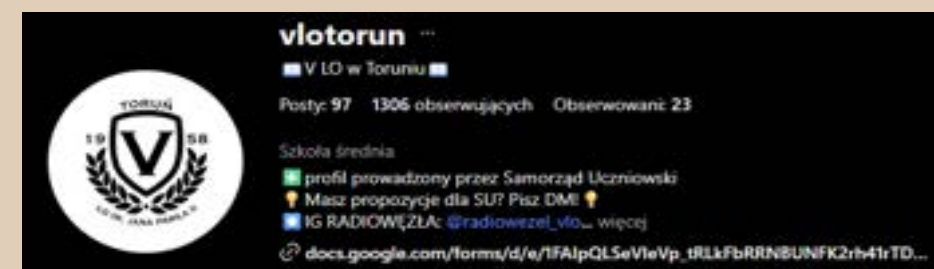 vlotorun ...
V LO w Toruniu
Posty: 97 1306 obserwujących Obserwowani: 23
Szkoła średnia
profil prowadzony przez Samorząd Uczniowski
Masz propozycje dla SU? Pisz DM!
IG RADIOWĘZŁA: @radiowezel_vlo... więcej
docs.google.com/forms/d/e/1FAIpQLSeVleVp_tRLkFbRRNBUNFK2rh41rTD...
TORUŃ
19 58
V
LO IM. JANA PAWŁA II